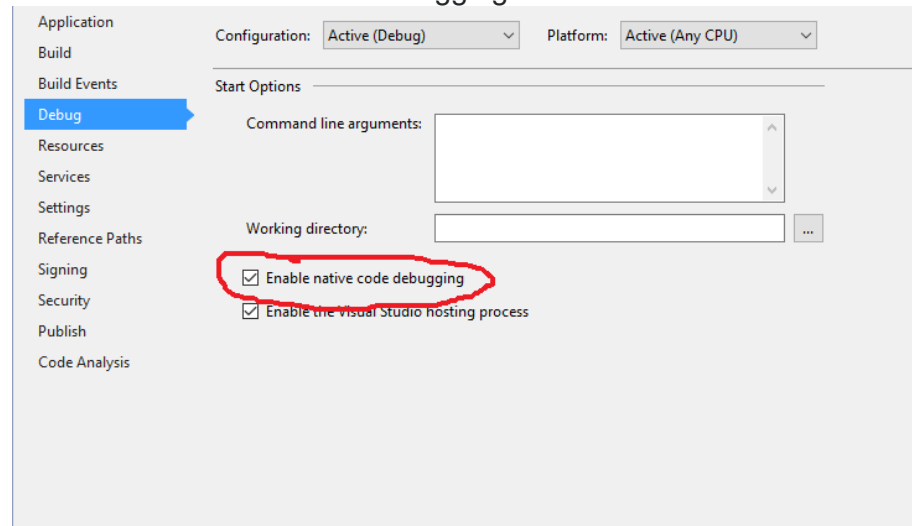 Application
Build
Build Events
Debug
Resources
Services
Settings
Reference Paths
Signing
Security
Publish
Code Analysis
Configuration: Active (Debug) Platform: Active (Any CPU)
Start Options
Command line arguments:
Working directory: ...
Enable native code debugging
Enable the Visual Studio hosting process